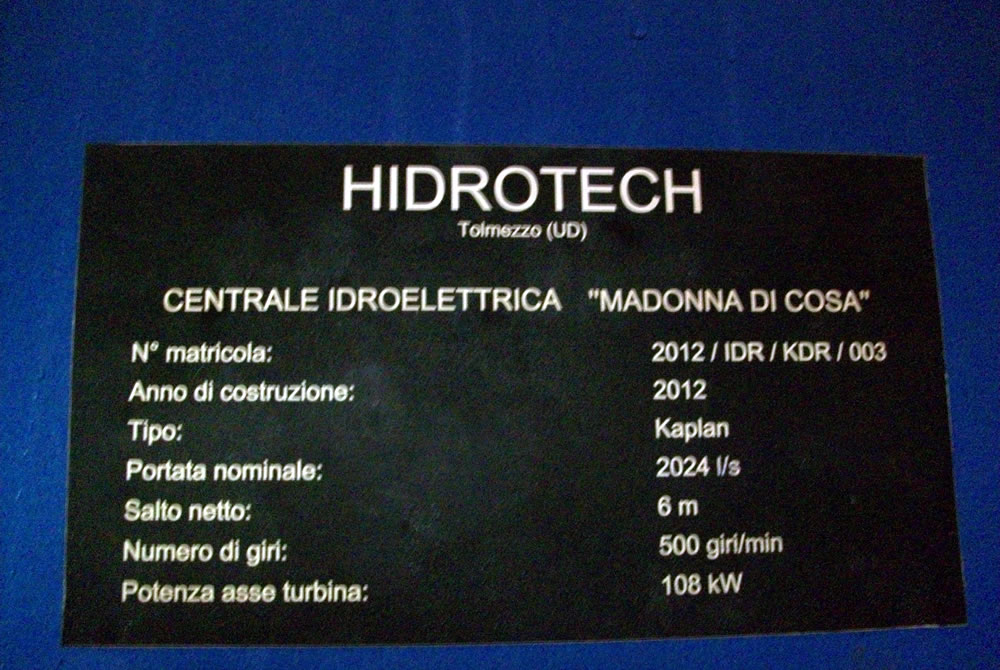 HIDROTECH
Tolmezzo (UD)
CENTRALE IDROELETTRICA "MADONNA DI COSA"
N° matricola: 2012 / IDR / KDR / 003
Anno di costruzione: 2012
Tipo: Kaplan
Portata nominale: 2024 l/s
Salto netto: 6 m
Numero di giri: 500 giri/min
Potenza asse turbina: 108 kW